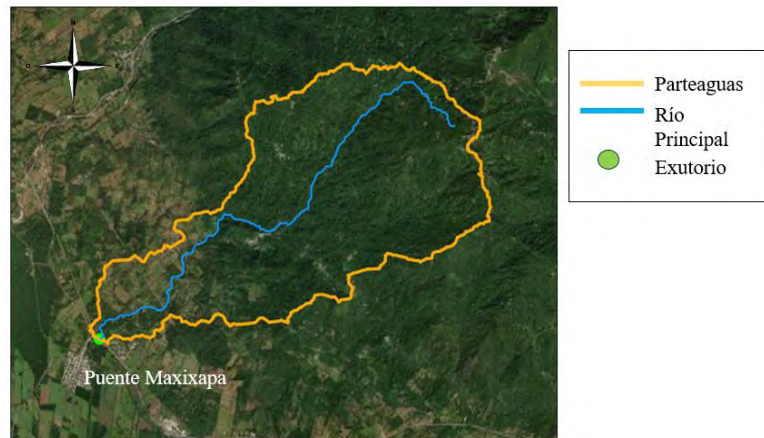 N
O
E
S
Puente Maxixapa
Parteaguas
Río
Principal
Exutorio